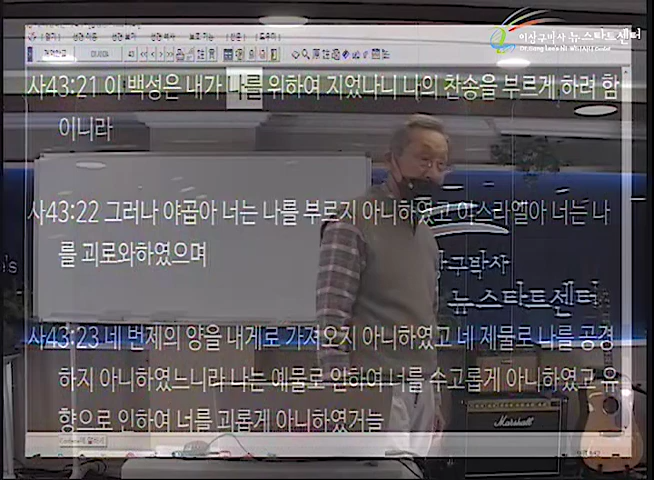 이상구박사 뉴스타트센터
사43:21 이 백성은 내가 나를 위하여 지었나니 나의 찬송을 부르게 하려 함
이니라
사43:22 그러나 야곱아 너는 나를 부르지 아니하였고 이스라엘아 너는 나
를 괴로와하였으며
상구박사
뉴스타트센터
사43:23 네 번제의 양을 내게로 가져오지 아니하였고 네 제물로 나를 공경
하지 아니하였느니라 나는 예물로 인하여 너를 수고롭게 아니하였고 유
향으로 인하여 너를 괴롭게 아니하였거늘
Marshall